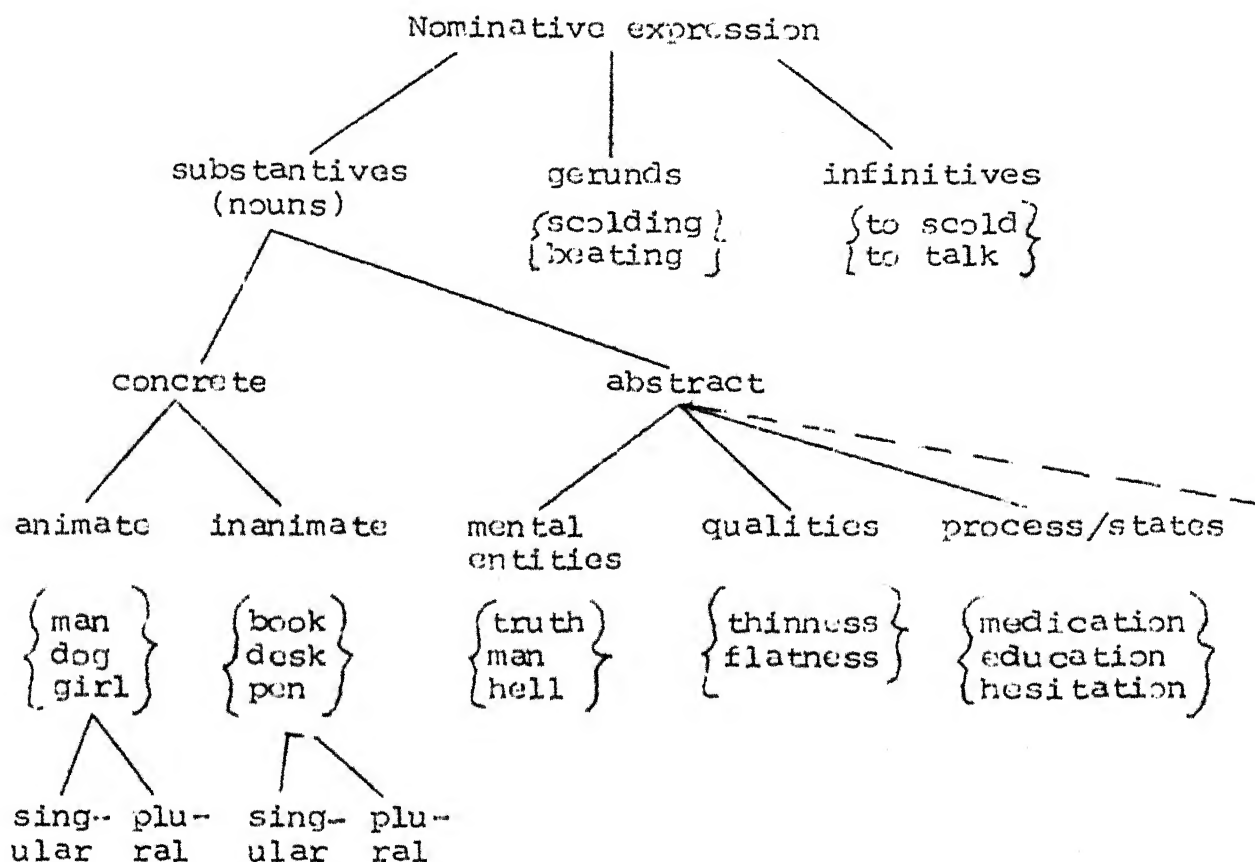 Nominative expression
substantives gerunds infinitives
(nouns) {scolding} {to scold}
{beating} {to talk}
concrete abstract
animate inanimate mental qualities process/states
entities
{man} {book} {truth} {thinness} {medication}
{dog} {desk} {man} {flatness} {education}
{girl} {pen} {hell} {hesitation}
sing-- plu- sing- plu-
ular ral ular ral